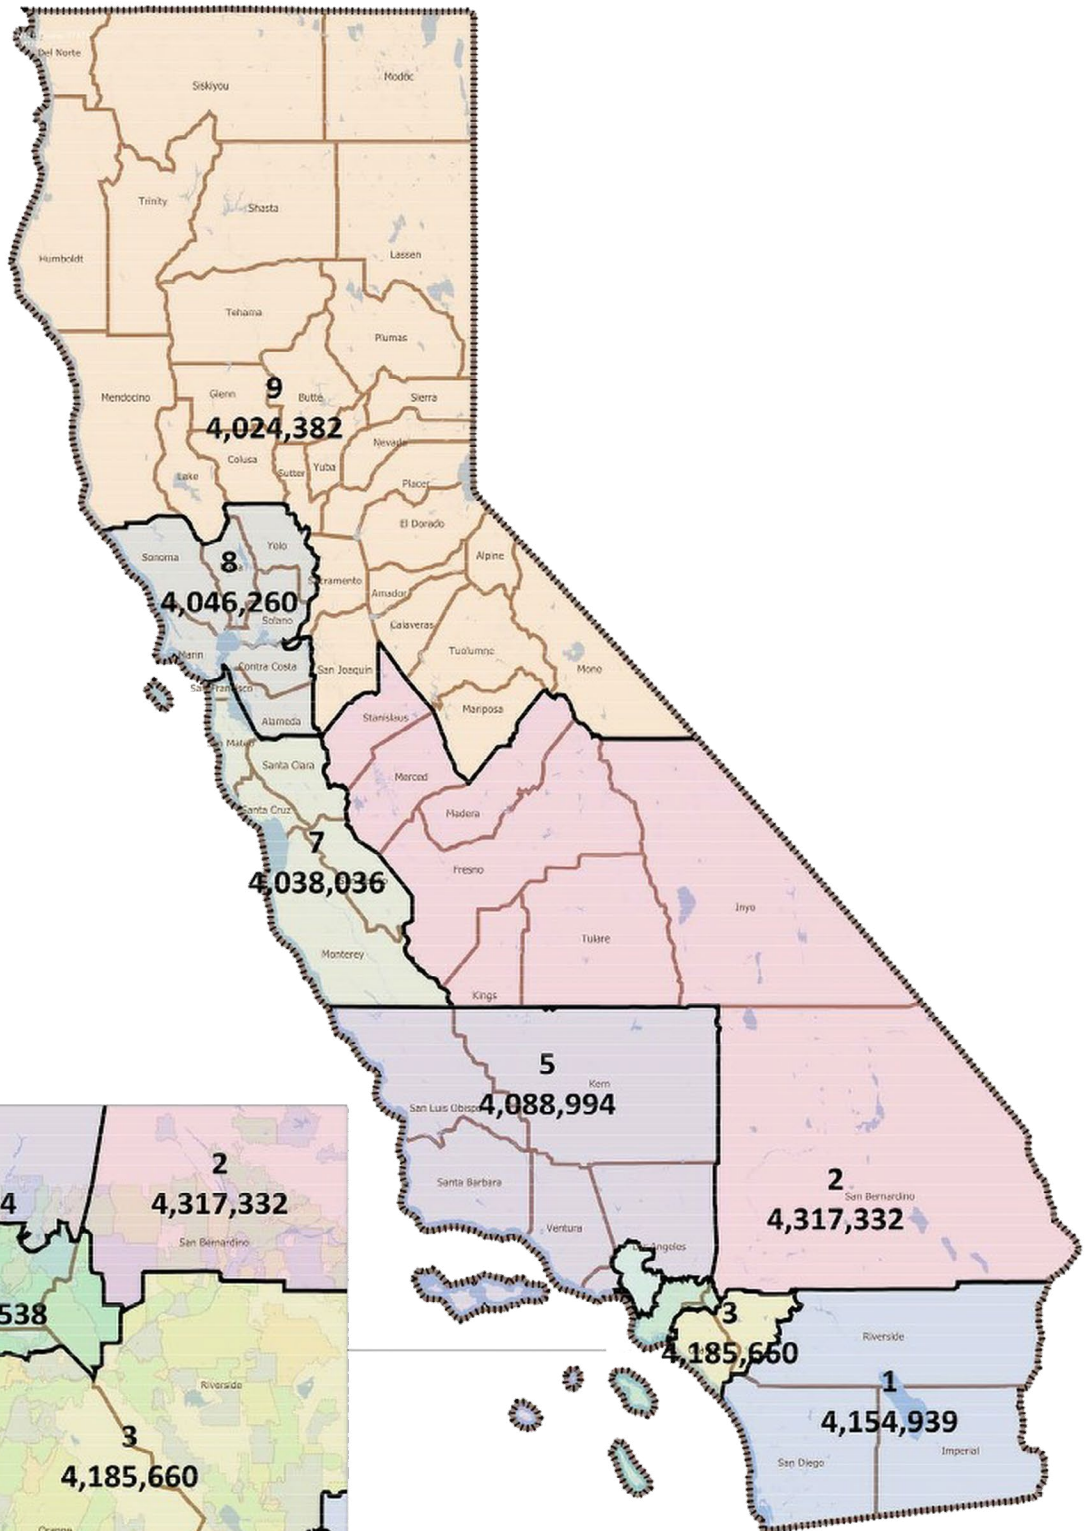 Del Norte
Siskiyou
Modoc
Trinity
Shasta
Lassen
Humboldt
Tehama
Plumas
Mendocino
Glenn
9
Butte
Sierra
4,024,382
Nevada
Colusa
Sutter
Yuba
Lake
Placer
El Dorado
Sonoma
Yolo
8
Alpine
Sacramento
Amador
4,046,260
Solano
Calaveras
Marin
Contra Costa
San Joaquin
Tuolumne
Mono
San Francisco
Alameda
Stanislaus
Mariposa
San Mateo
Santa Clara
Merced
Santa Cruz
Madera
7
4,038,036
Fresno
Inyo
Tulare
Monterey
Kings
5
Kern
San Luis Obispo
4,088,994
Santa Barbara
2
San Bernardino
4,317,332
Ventura
Los Angeles
3
4,185,660
Riverside
1
4,154,939
San Diego
Imperial
4
2
4,317,332
San Bernardino
538
Riverside
3
4,185,660
Orange